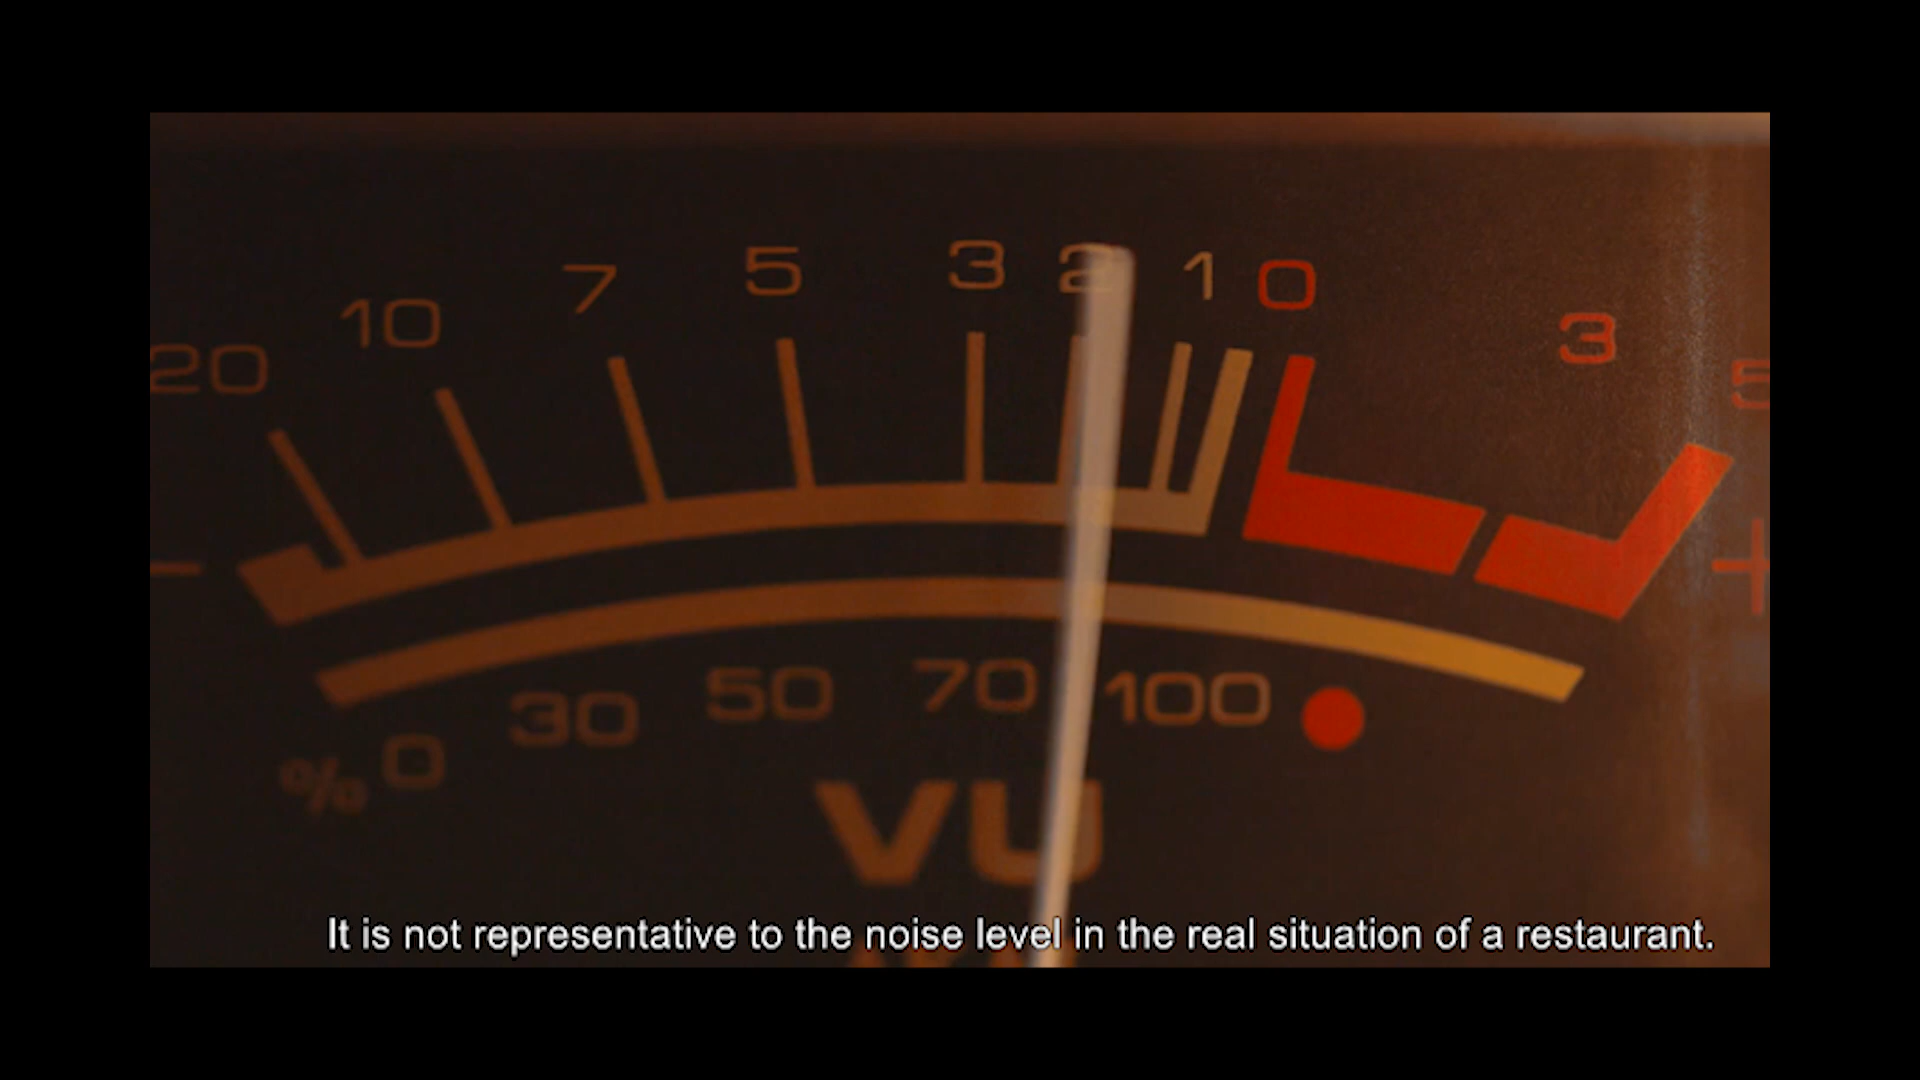 20 10 7 5 3 2 1 0 3 5
- +
% 0 30 50 70 100
VU
It is not representative to the noise level in the real situation of a restaurant.